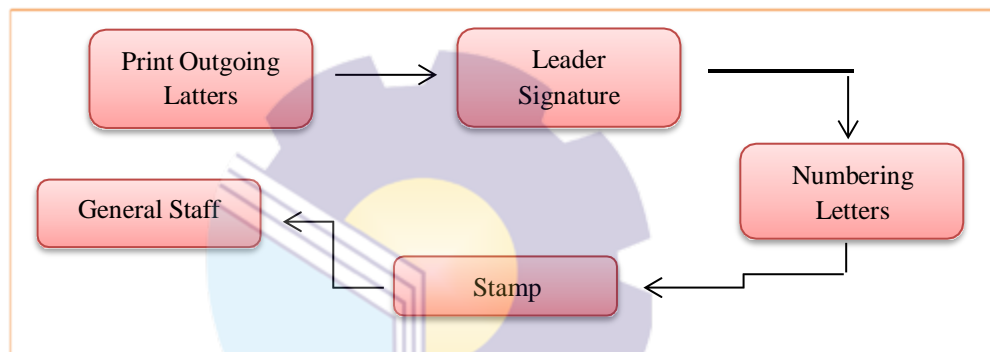 Print Outgoing
Latters
Leader
Signature
Numbering
Letters
Stamp
General Staff